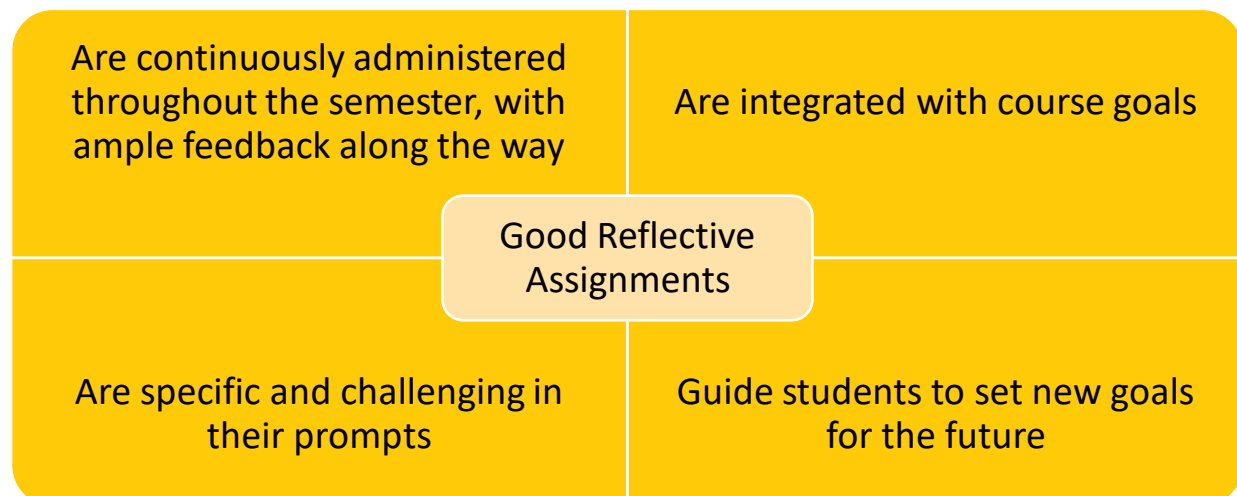 Are continuously administered
throughout the semester, with
ample feedback along the way
Are integrated with course goals
Good Reflective
Assignments
Are specific and challenging in
their prompts
Guide students to set new goals
for the future